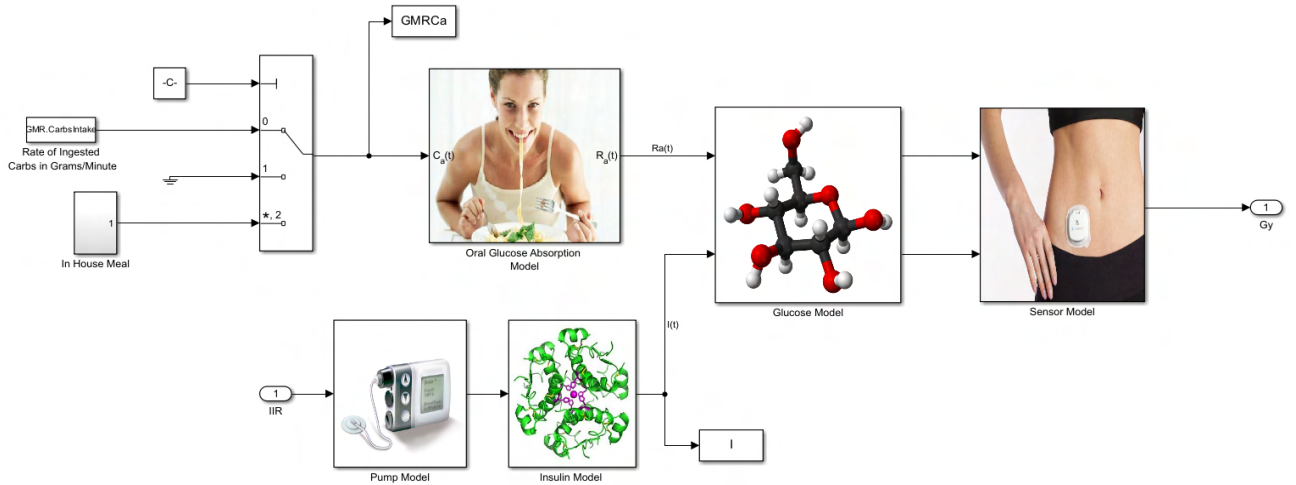 GMRCa
-C-
0
GMR.CarbsIntake
Rate of Ingested
Carbs in Grams/Minute
1
*, 2
1
In House Meal
C_a(t)
R_a(t)
Oral Glucose Absorption
Model
Ra(t)
Glucose Model
Sensor Model
1
Gy
I(t)
1
IIR
Pump Model
Insulin Model
I